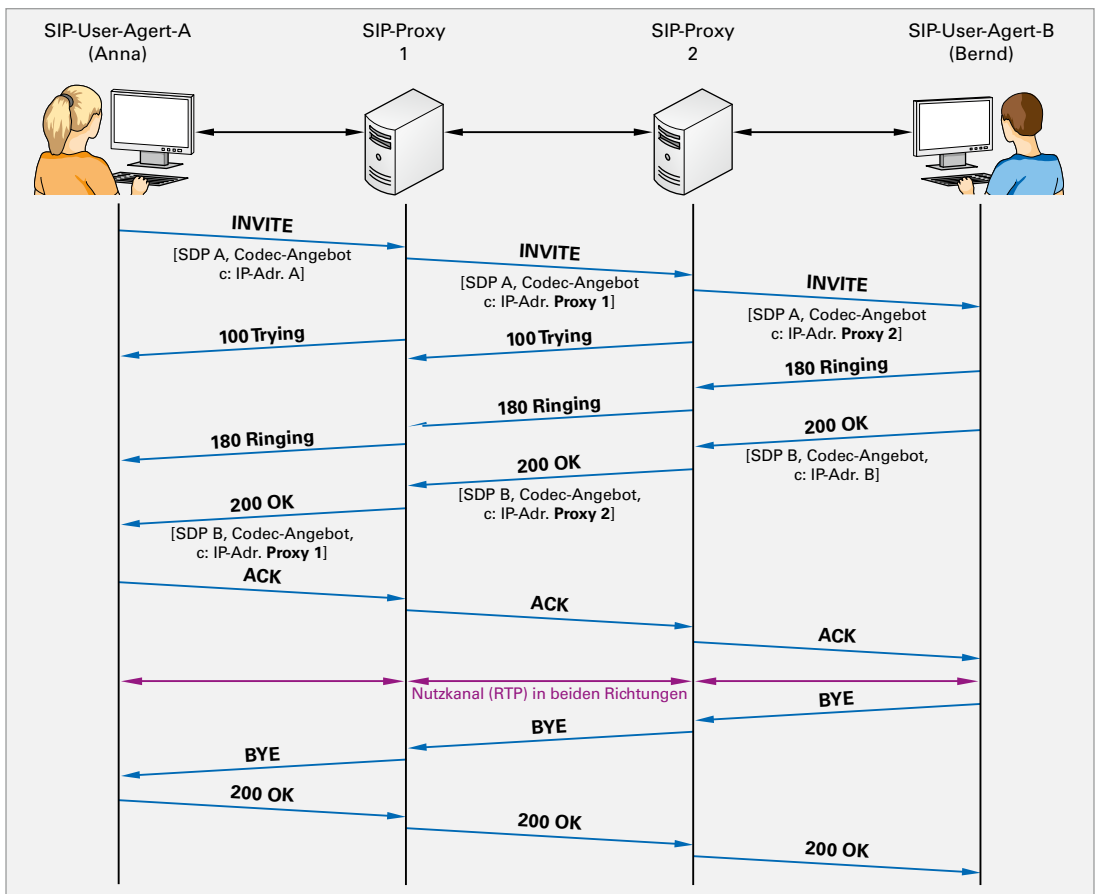 SIP-User-Agert-A
(Anna)
SIP-Proxy
1
SIP-Proxy
2
SIP-User-Agert-B
(Bernd)
INVITE
[SDP A, Codec-Angebot
c: IP-Adr. A]
INVITE
[SDP A, Codec-Angebot
c: IP-Adr. Proxy 1]
INVITE
[SDP A, Codec-Angebot
c: IP-Adr. Proxy 2]
100 Trying
100 Trying
180 Ringing
180 Ringing
180 Ringing
200 OK
[SDP B, Codec-Angebot,
c: IP-Adr. B]
200 OK
[SDP B, Codec-Angebot,
c: IP-Adr. Proxy 2]
200 OK
[SDP B, Codec-Angebot,
c: IP-Adr. Proxy 1]
ACK
ACK
ACK
Nutzkanal (RTP) in beiden Richtungen
BYE
BYE
BYE
200 OK
200 OK
200 OK